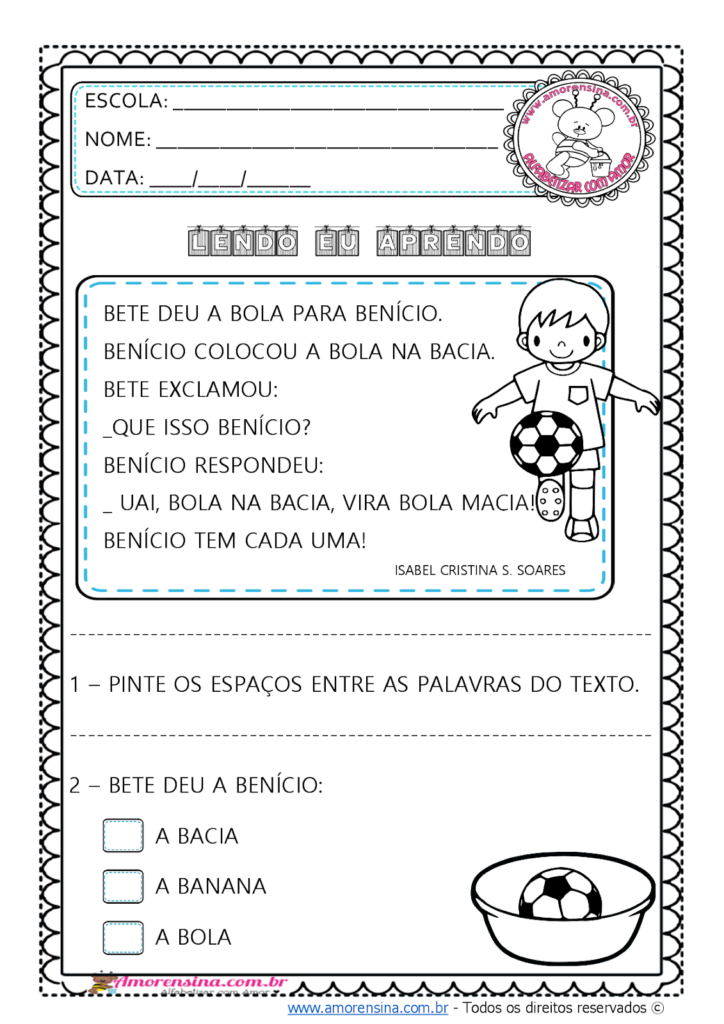 ESCOLA: ______________________________
www.amorensina.com.br
NOME: ______________________________
ALFABETIZAR COM AMOR
DATA: ____/____/______
LENDO EU APRENDO
BETE DEU A BOLA PARA BENÍCIO.
BENÍCIO COLOCOU A BOLA NA BACIA.
BETE EXCLAMOU:
_QUE ISSO BENÍCIO?
BENÍCIO RESPONDEU:
_ UAI, BOLA NA BACIA, VIRA BOLA MACIA!
BENÍCIO TEM CADA UMA!
ISABEL CRISTINA S. SOARES
1 – PINTE OS ESPAÇOS ENTRE AS PALAVRAS DO TEXTO.
2 – BETE DEU A BENÍCIO:
A BACIA
A BANANA
A BOLA
Amorensina.com.br
Alfabetizar com Amor
www.amorensina.com.br - Todos os direitos reservados ©